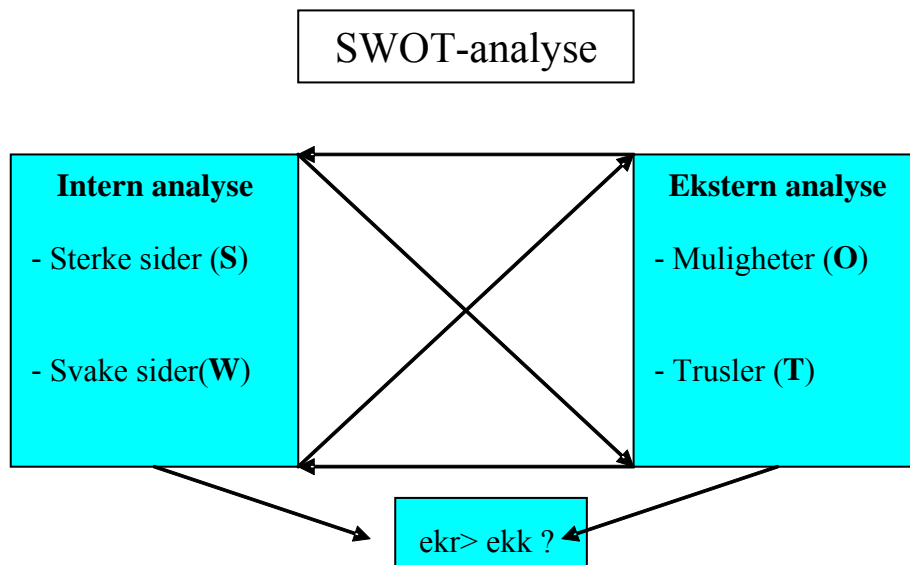 SWOT-analyse
Intern analyse
- Sterke sider (S)
- Svake sider(W)
Ekstern analyse
- Muligheter (O)
- Trusler (T)
ekr> ekk ?